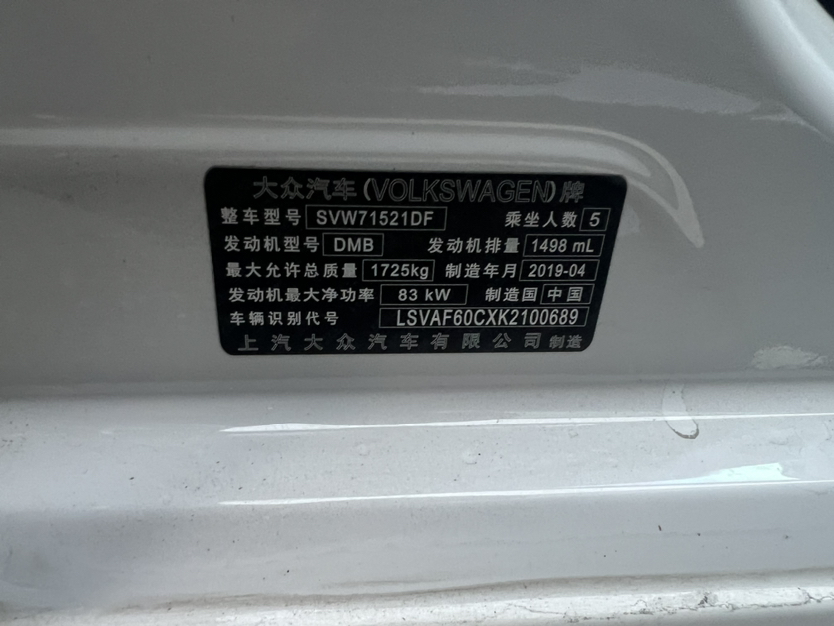 大众汽车(VOLKSWAGEN)牌
整车型号 SVW71521DF 乘坐人数 5
发动机型号 DMB 发动机排量 1498 mL
最大允许总质量 1725kg 制造年月 2019-04
发动机最大净功率 83 kW 制造国 中国
车辆识别代号 LSVAF60CXK2100689
上汽大众汽车有限公司制造